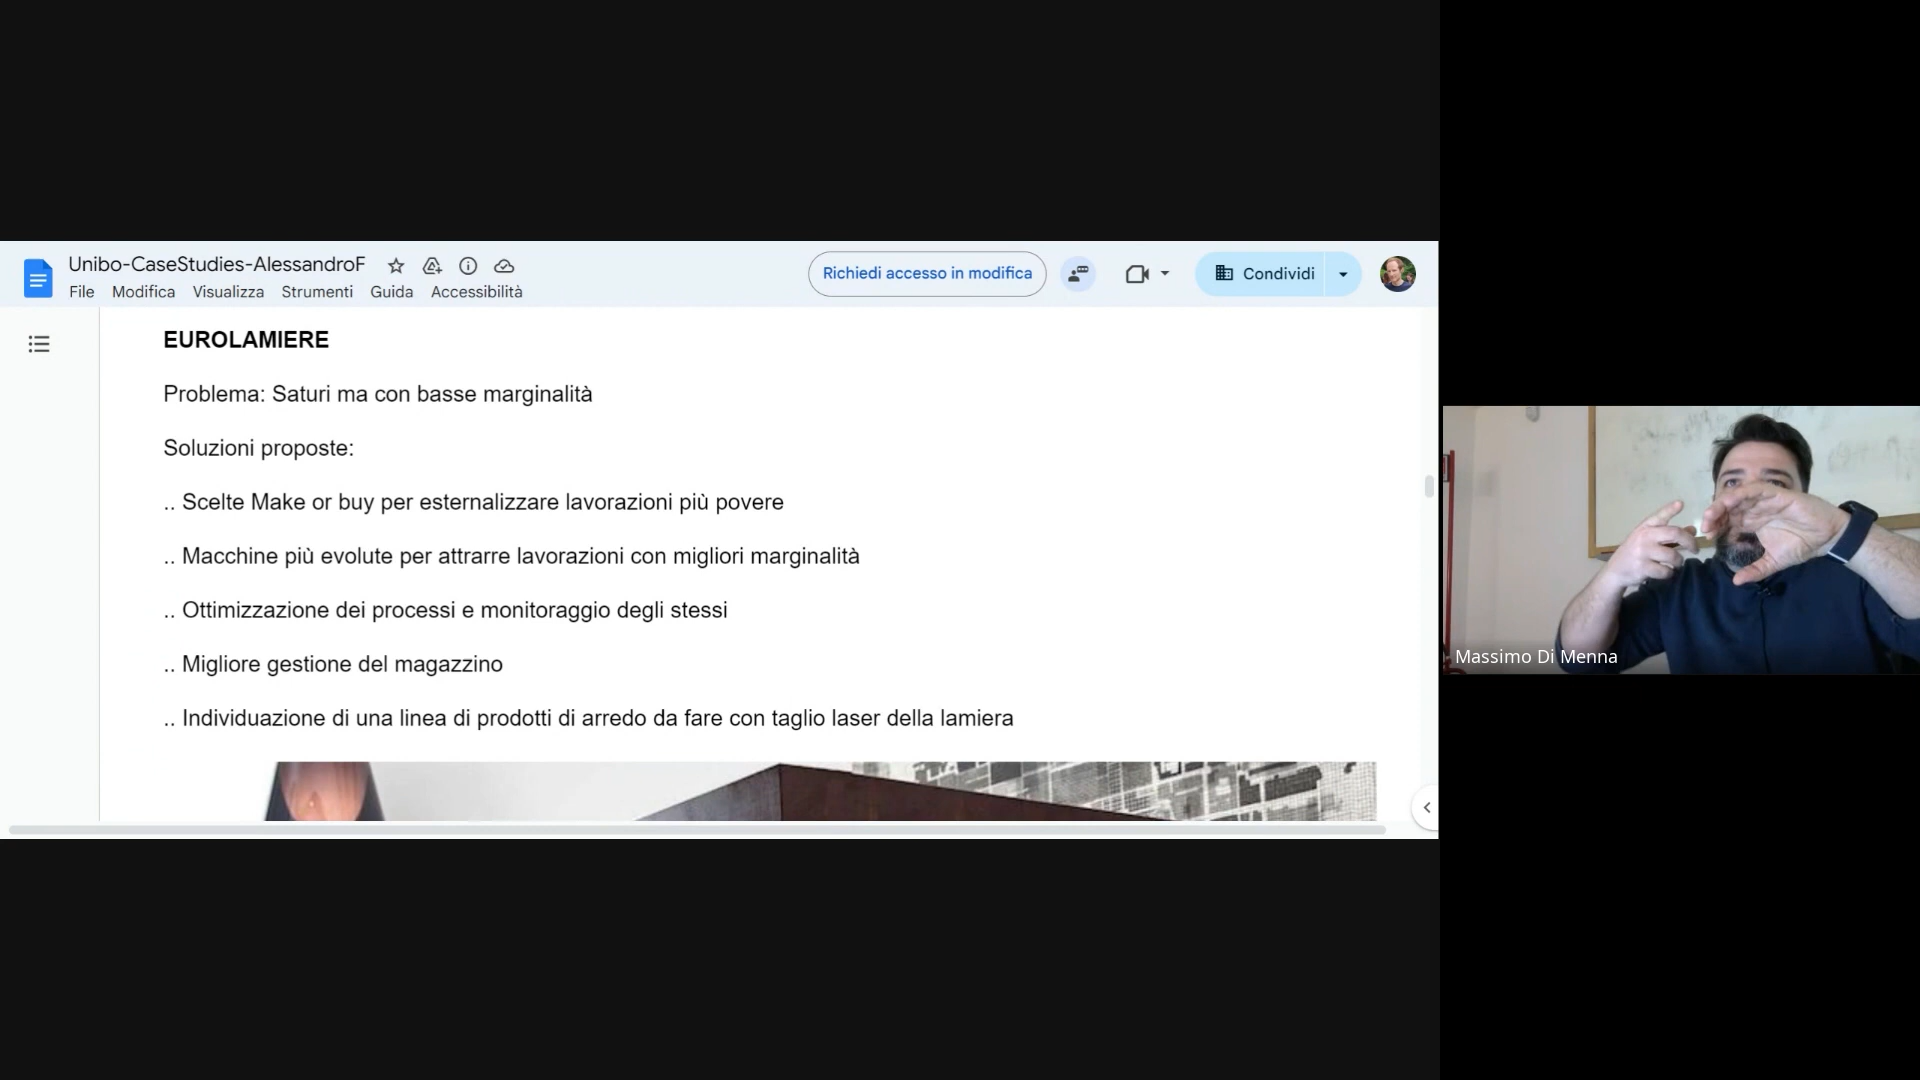 Unibo-CaseStudies-AlessandroF
File Modifica Visualizza Strumenti Guida Accessibilità
Richiedi accesso in modifica
Condividi
EUROLAMIERE
Problema: Saturi ma con basse marginalità
Soluzioni proposte:
.. Scelte Make or buy per esternalizzare lavorazioni più povere
.. Macchine più evolute per attrarre lavorazioni con migliori marginalità
.. Ottimizzazione dei processi e monitoraggio degli stessi
.. Migliore gestione del magazzino
.. Individuazione di una linea di prodotti di arredo da fare con taglio laser della lamiera
Massimo Di Menna